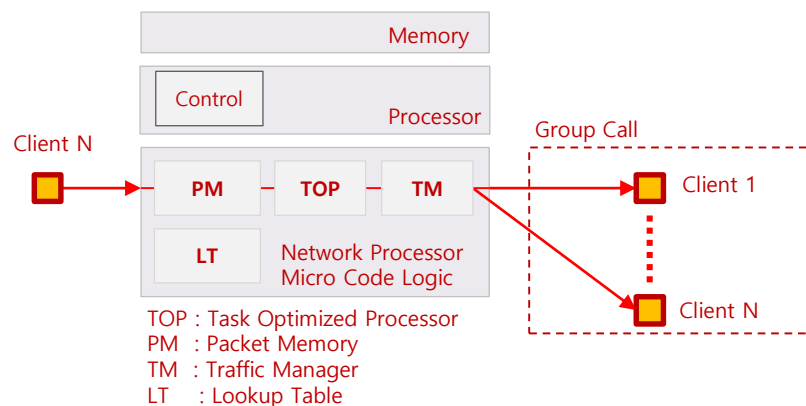 Memory
Control
Processor
Group Call
Client N
PM
TOP
TM
Client 1
LT
Network Processor
Micro Code Logic
Client N
TOP : Task Optimized Processor
PM : Packet Memory
TM : Traffic Manager
LT : Lookup Table